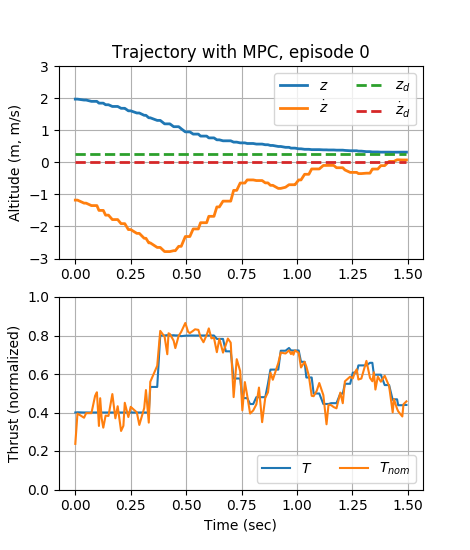 Trajectory with MPC, episode 0
Altitude (m, m/s)
3
2
1
0
−1
−2
−3
z
ż
z_d
ż_d
0.00 0.25 0.50 0.75 1.00 1.25 1.50
Thrust (normalized)
1.0
0.8
0.6
0.4
0.2
0.0
T
T_nom
0.00 0.25 0.50 0.75 1.00 1.25 1.50
Time (sec)